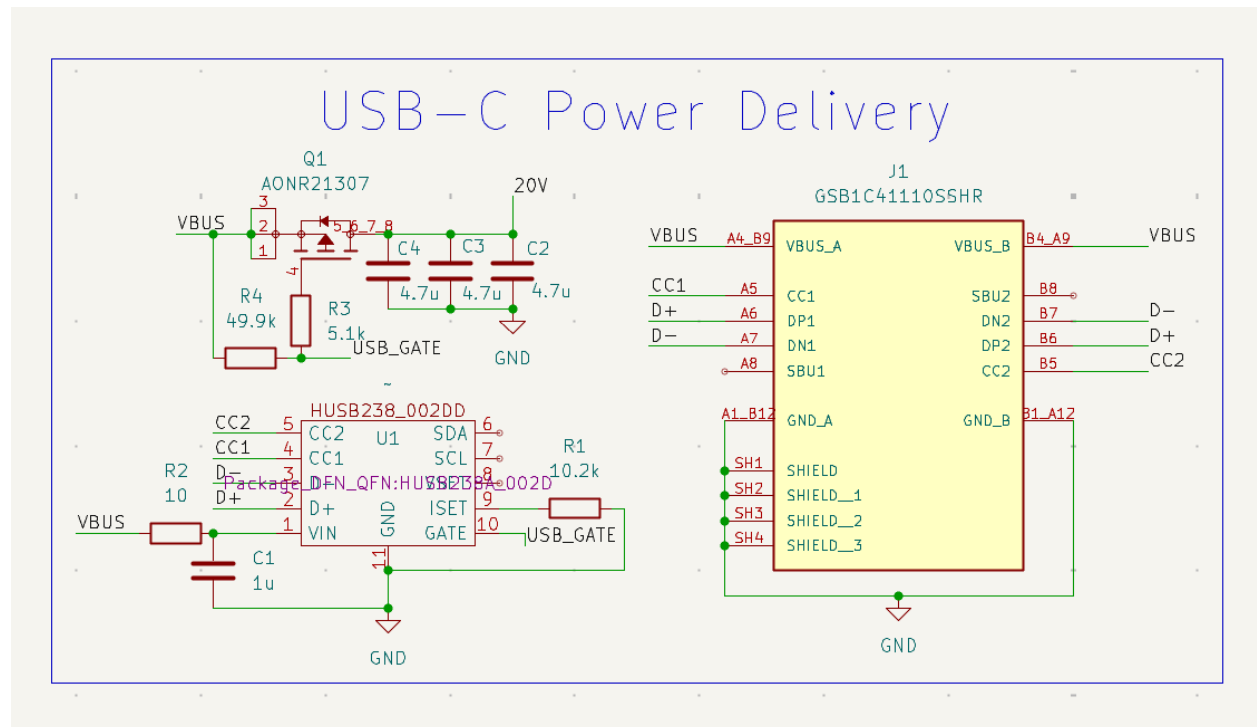 USB-C Power Delivery
Q1
AONR21307
3
VBUS
2
5_6_7_8
1
4
20V
C4
C3
C2
4.7u
4.7u
4.7u
R4
49.9k
R3
5.1k
USB_GATE
GND
~
HUSB238_002DD
CC2
5
CC2
U1
SDA
6
CC1
4
CC1
SCL
7
D-
3
D-
VSET
8
Package_DFN_QFN:HUSB238A_002D
D+
2
D+
ISET
9
R1
10.2k
R2
10
VBUS
1
VIN
GND
GATE
10
USB_GATE
11
C1
1u
GND
J1
GSB1C41110SSHR
VBUS
A4_B9
VBUS_A
VBUS_B
B4_A9
VBUS
CC1
A5
CC1
SBU2
B8
D+
A6
DP1
DN2
B7
D-
D-
A7
DN1
DP2
B6
D+
A8
SBU1
CC2
B5
CC2
A1_B12
GND_A
GND_B
B1_A12
SH1
SHIELD
SH2
SHIELD__1
SH3
SHIELD__2
SH4
SHIELD__3
GND